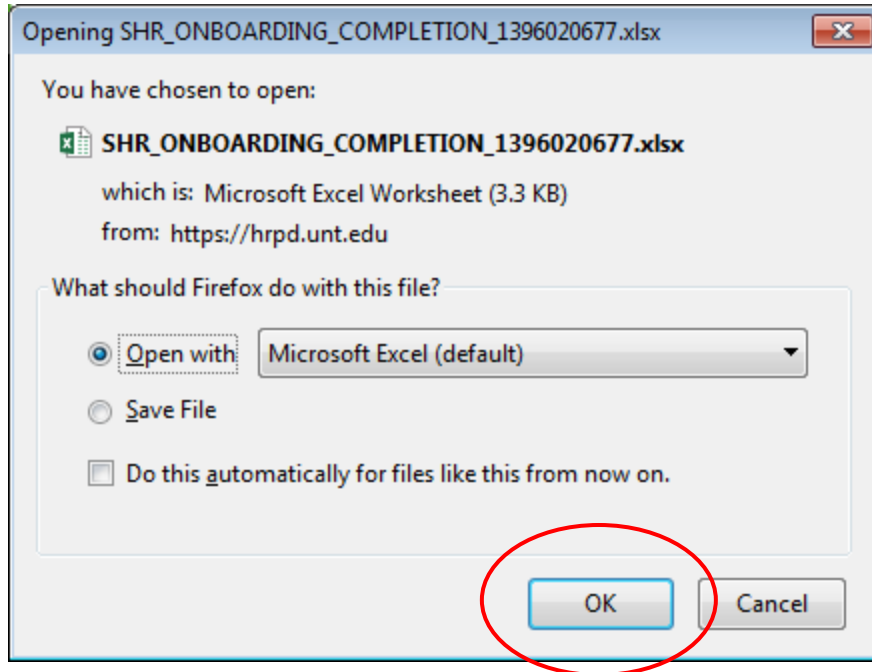 Opening SHR_ONBOARDING_COMPLETION_1396020677.xlsx
You have chosen to open:
SHR_ONBOARDING_COMPLETION_1396020677.xlsx
which is: Microsoft Excel Worksheet (3.3 KB)
from: https://hrpd.unt.edu
What should Firefox do with this file?
Open with Microsoft Excel (default)
Save File
Do this automatically for files like this from now on.
OK Cancel